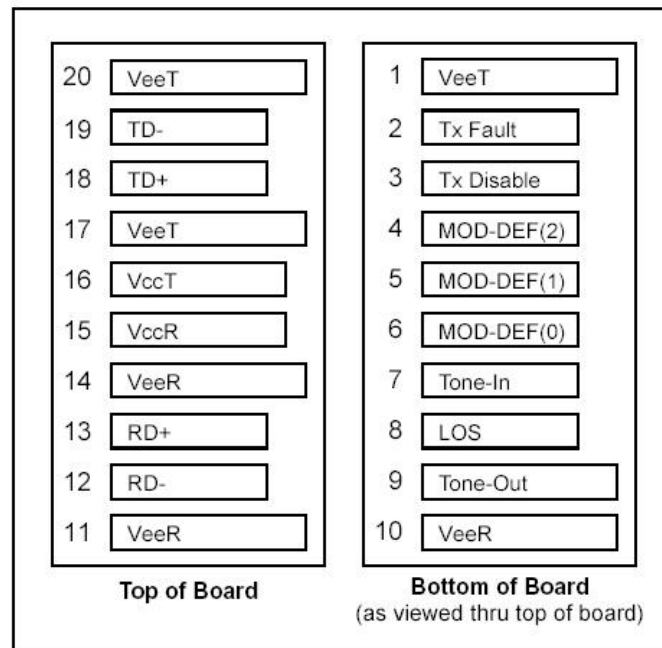 20 VeeT
19 TD-
18 TD+
17 VeeT
16 VccT
15 VccR
14 VeeR
13 RD+
12 RD-
11 VeeR
Top of Board
1 VeeT
2 Tx Fault
3 Tx Disable
4 MOD-DEF(2)
5 MOD-DEF(1)
6 MOD-DEF(0)
7 Tone-In
8 LOS
9 Tone-Out
10 VeeR
Bottom of Board
(as viewed thru top of board)